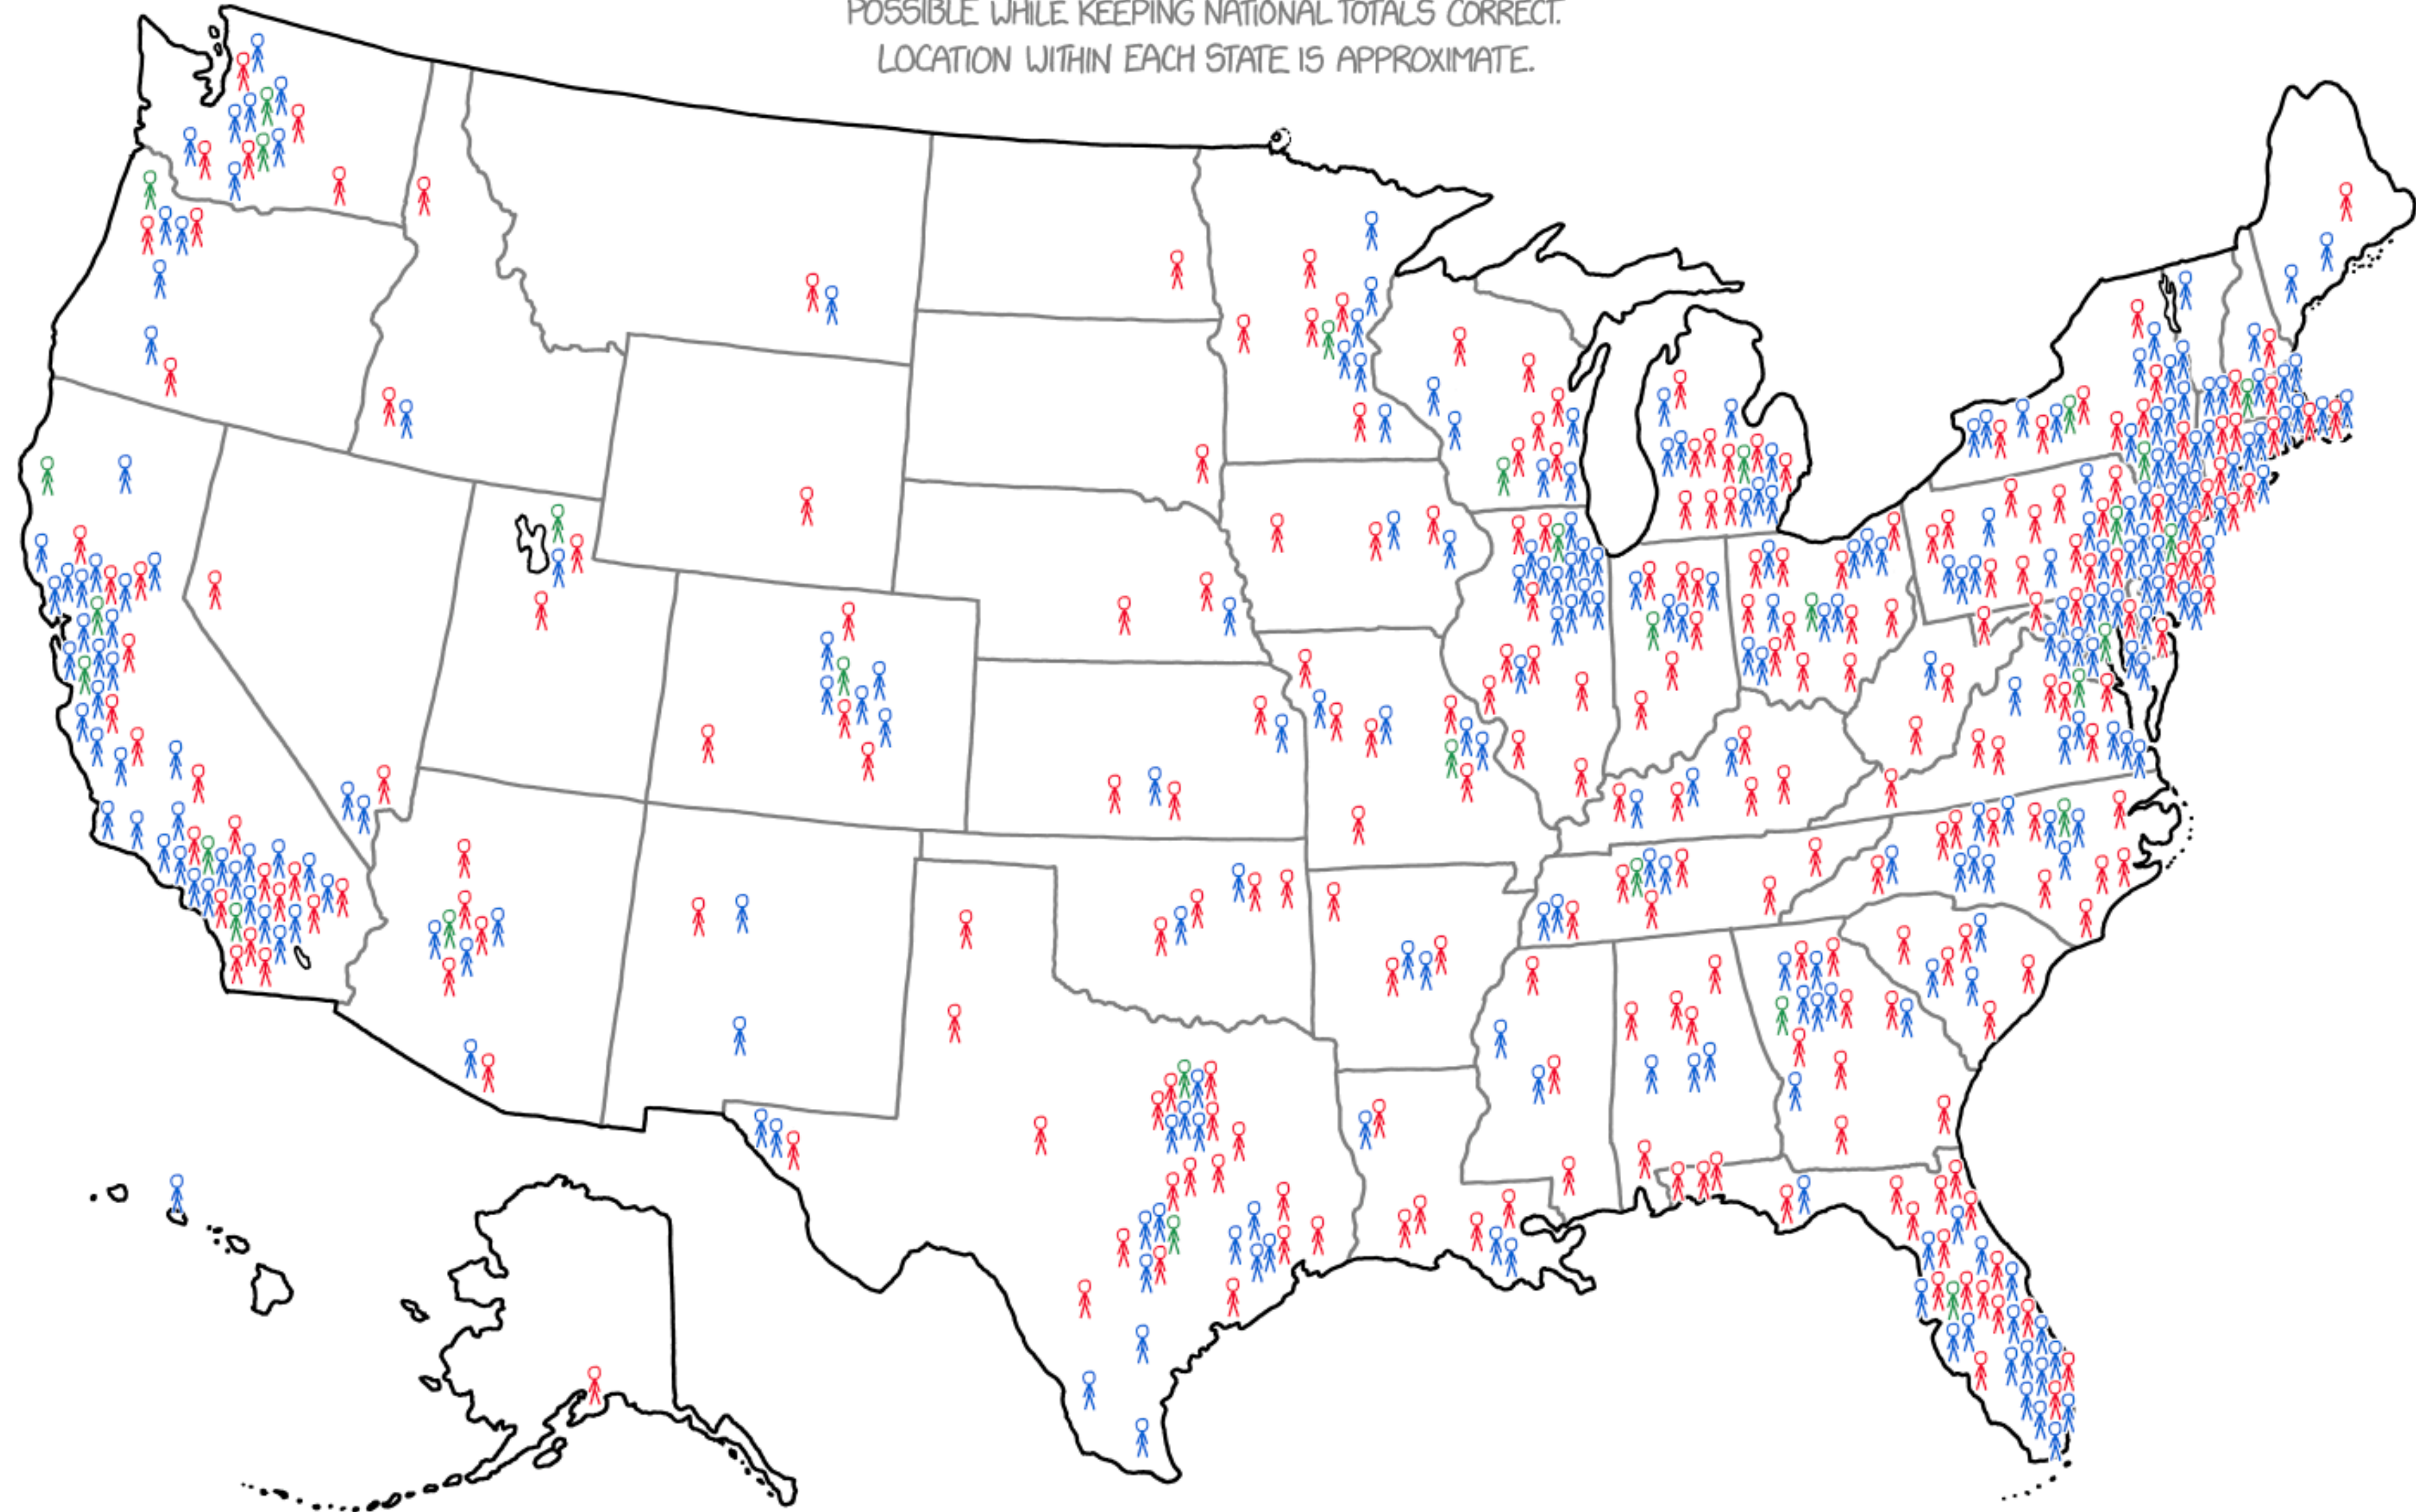 POSSIBLE WHILE KEEPING NATIONAL TOTALS CORRECT.
LOCATION WITHIN EACH STATE IS APPROXIMATE.